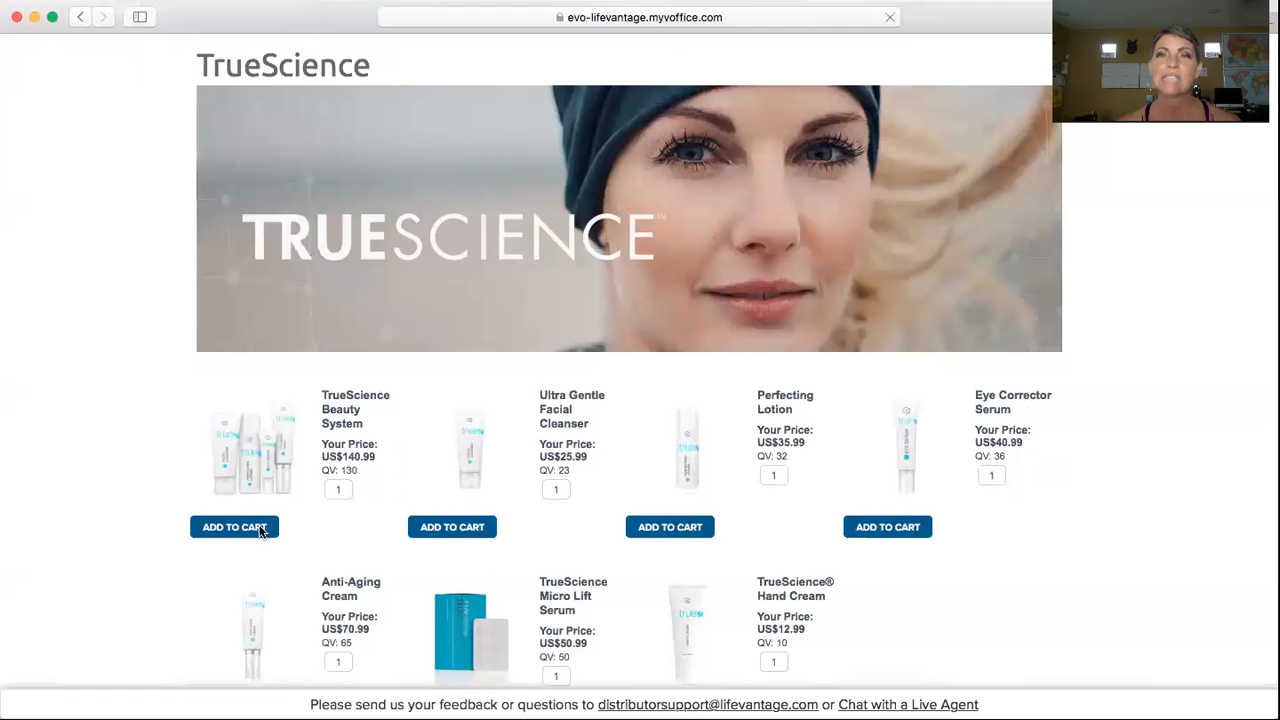 evo-lifevantage.myvoffice.com
TrueScience
TRUESCIENCE™
TrueScience
Beauty
System
Your Price:
US$140.99
QV: 130
1
ADD TO CART
Ultra Gentle
Facial
Cleanser
Your Price:
US$25.99
QV: 23
1
ADD TO CART
Perfecting
Lotion
Your Price:
US$35.99
QV: 32
1
ADD TO CART
Eye Corrector
Serum
Your Price:
US$40.99
QV: 36
1
ADD TO CART
Anti-Aging
Cream
Your Price:
US$70.99
QV: 65
1
TrueScience
Micro Lift
Serum
Your Price:
US$50.99
QV: 50
1
TrueScience®
Hand Cream
Your Price:
US$12.99
QV: 10
1
Please send us your feedback or questions to distributorsupport@lifevantage.com or Chat with a Live Agent